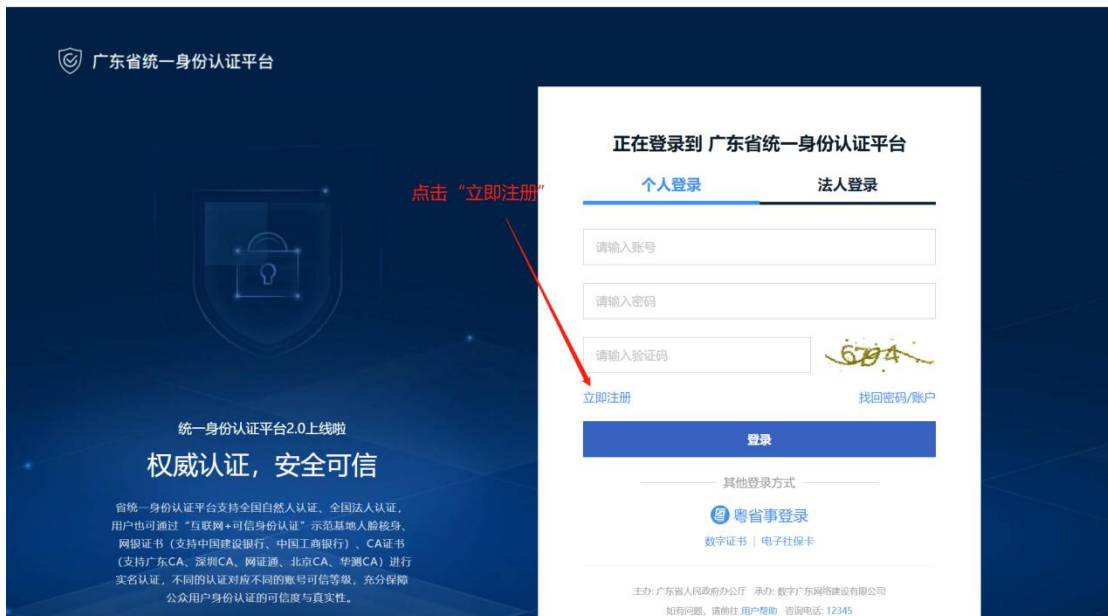 广东省统一身份认证平台
正在登录到 广东省统一身份认证平台
个人登录
法人登录
点击“立即注册”
请输入账号
请输入密码
请输入验证码
6794
立即注册
找回密码/账户
登录
其他登录方式
粤省事登录
数字证书 | 电子社保卡
主办: 广东省人民政府办公厅 承办: 数字广东网络建设有限公司
如有问题, 请前往 用户帮助 咨询电话: 12345
统一身份认证平台2.0上线啦
权威认证，安全可信
省统一身份认证平台支持全国自然人认证、全国法人认证，
用户也可通过“互联网+可信身份认证”示范基地人脸核身、
网银证书（支持中国建设银行、中国工商银行）、CA证书
（支持广东CA、深圳CA、网证通、北京CA、华测CA）进行
实名认证，不同的认证对应不同的账号可信等级，充分保障
公众用户身份认证的可信度与真实性。